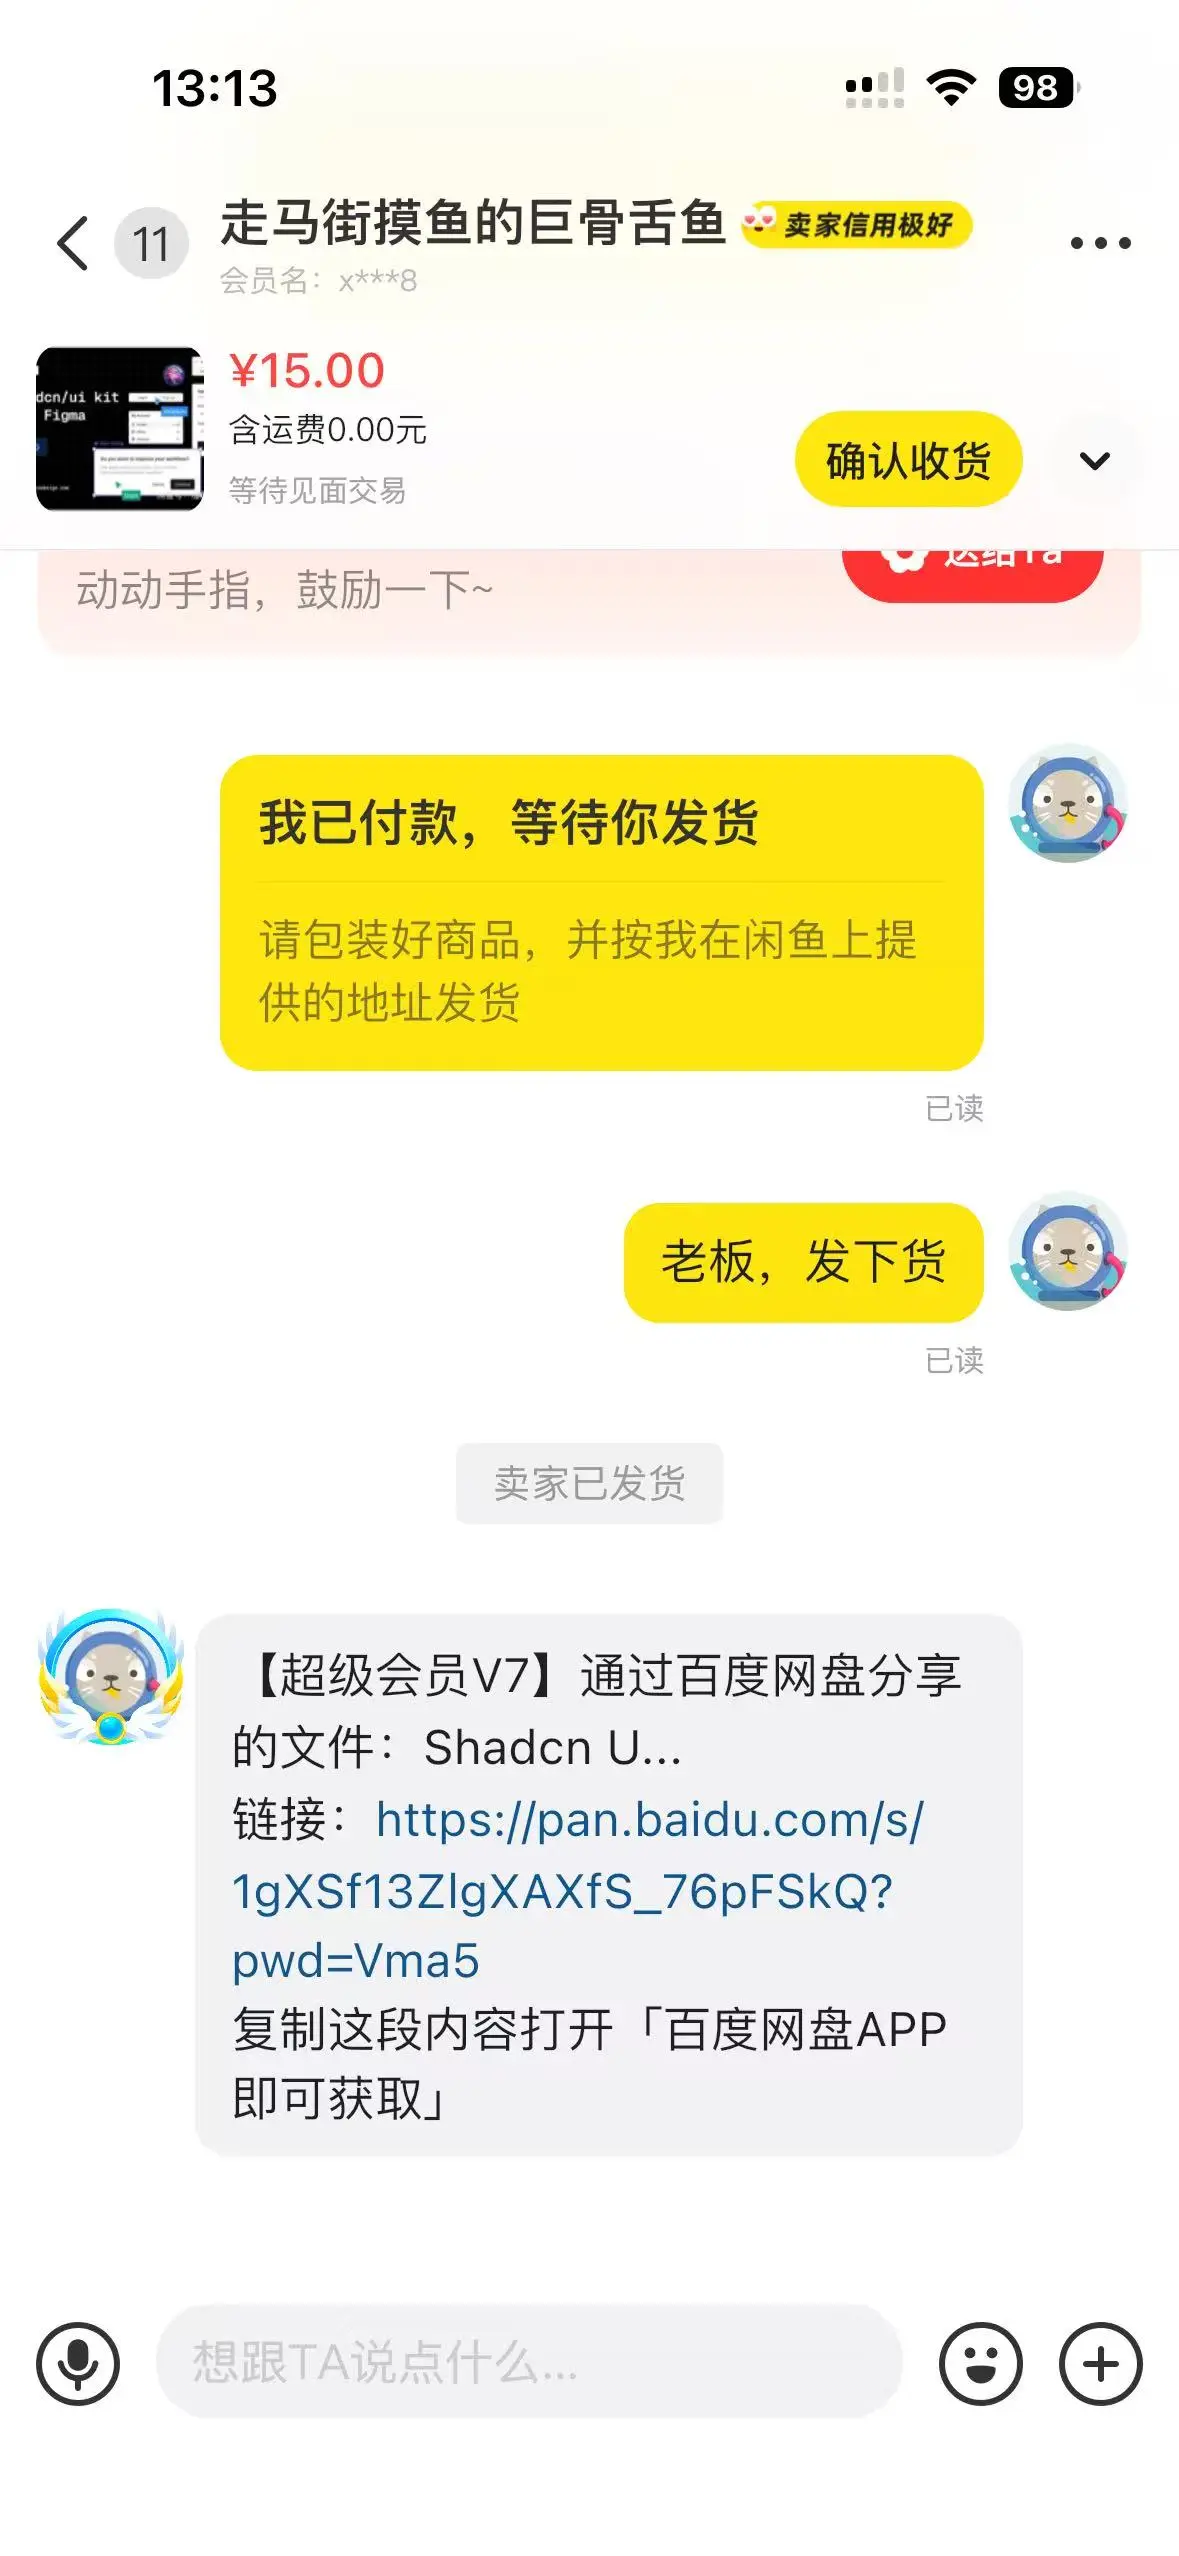 13:13
98
11
走马街摸鱼的巨骨舌鱼
卖家信用极好
会员名：x***8
dcn/ui kit
Figma
¥15.00
含运费0.00元
等待见面交易
确认收货
动动手指，鼓励一下~
送给Ta
我已付款，等待你发货
请包装好商品，并按我在闲鱼上提
供的地址发货
已读
老板，发下货
已读
卖家已发货
【超级会员V7】通过百度网盘分享
的文件：Shadcn U...
链接：https://pan.baidu.com/s/
1gXSf13ZlgXAXfS_76pFSkQ?
pwd=Vma5
复制这段内容打开「百度网盘APP
即可获取」
想跟TA说点什么...